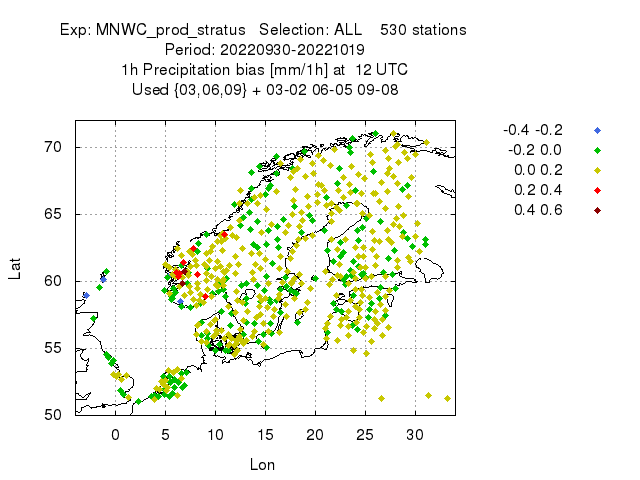 Exp: MNWC_prod_stratus Selection: ALL 530 stations
Period: 20220930-20221019
1h Precipitation bias [mm/1h] at 12 UTC
Used {03,06,09} + 03-02 06-05 09-08
-0.4 -0.2
-0.2 0.0
0.0 0.2
0.2 0.4
0.4 0.6
70
65
60
55
50
Lat
0 5 10 15 20 25 30
Lon